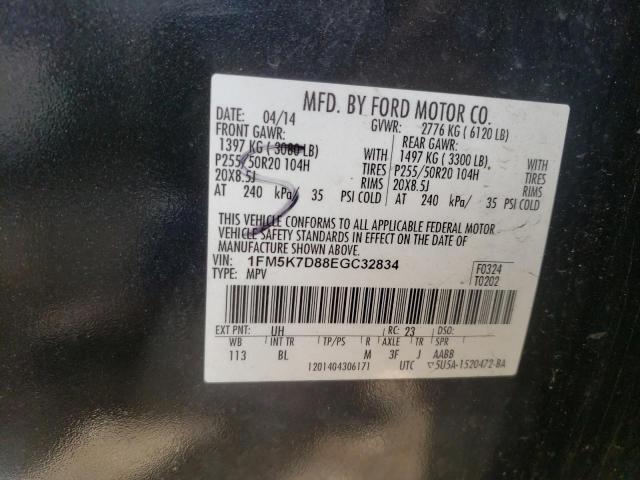 MFD. BY FORD MOTOR CO.
DATE: 04/14 GVWR: 2776 KG ( 6120 LB)
FRONT GAWR: REAR GAWR:
1397 KG ( 3080 LB) WITH 1497 KG ( 3300 LB) WITH
P255/50R20 104H TIRES P255/50R20 104H TIRES
20X8.5J RIMS 20X8.5J RIMS
AT 240 kPa/ 35 PSI COLD AT 240 kPa/ 35 PSI COLD
THIS VEHICLE CONFORMS TO ALL APPLICABLE FEDERAL MOTOR
VEHICLE SAFETY STANDARDS IN EFFECT ON THE DATE OF
MANUFACTURE SHOWN ABOVE.
VIN: 1FM5K7D88EGC32834 F0324
TYPE: MPV T0202
EXT PNT: UH RC: 23 DSO:
WB INT TR TP/PS R AXLE TR SPR
113 BL M 3F J AABB
1201404306171 UTC 5U5A-1520472-BA